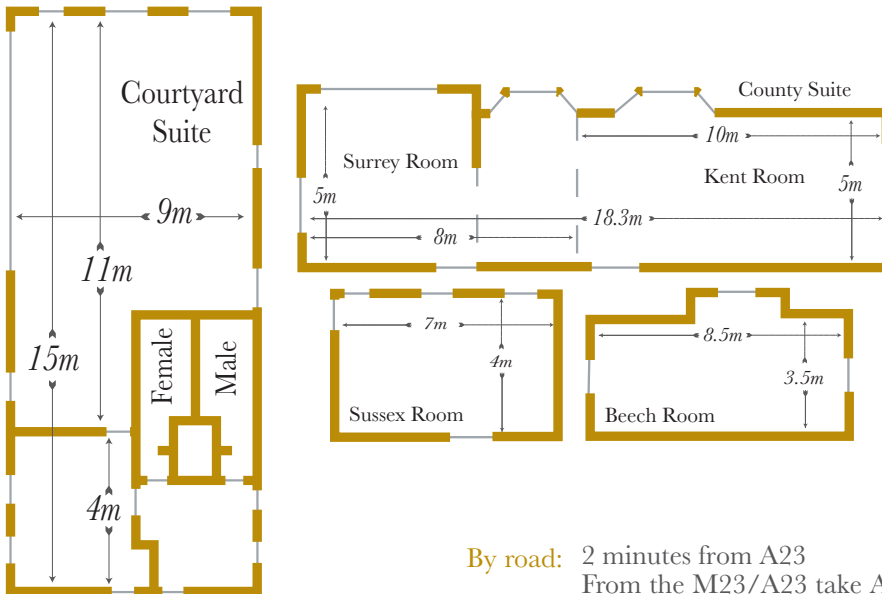 Courtyard
Suite
9m
11m
15m
4m
Female
Male
County Suite
10m
Surrey Room
Kent Room
5m
5m
18.3m
8m
7m
4m
Sussex Room
8.5m
3.5m
Beech Room
By road: 2 minutes from A23
From the M23/A23 take A